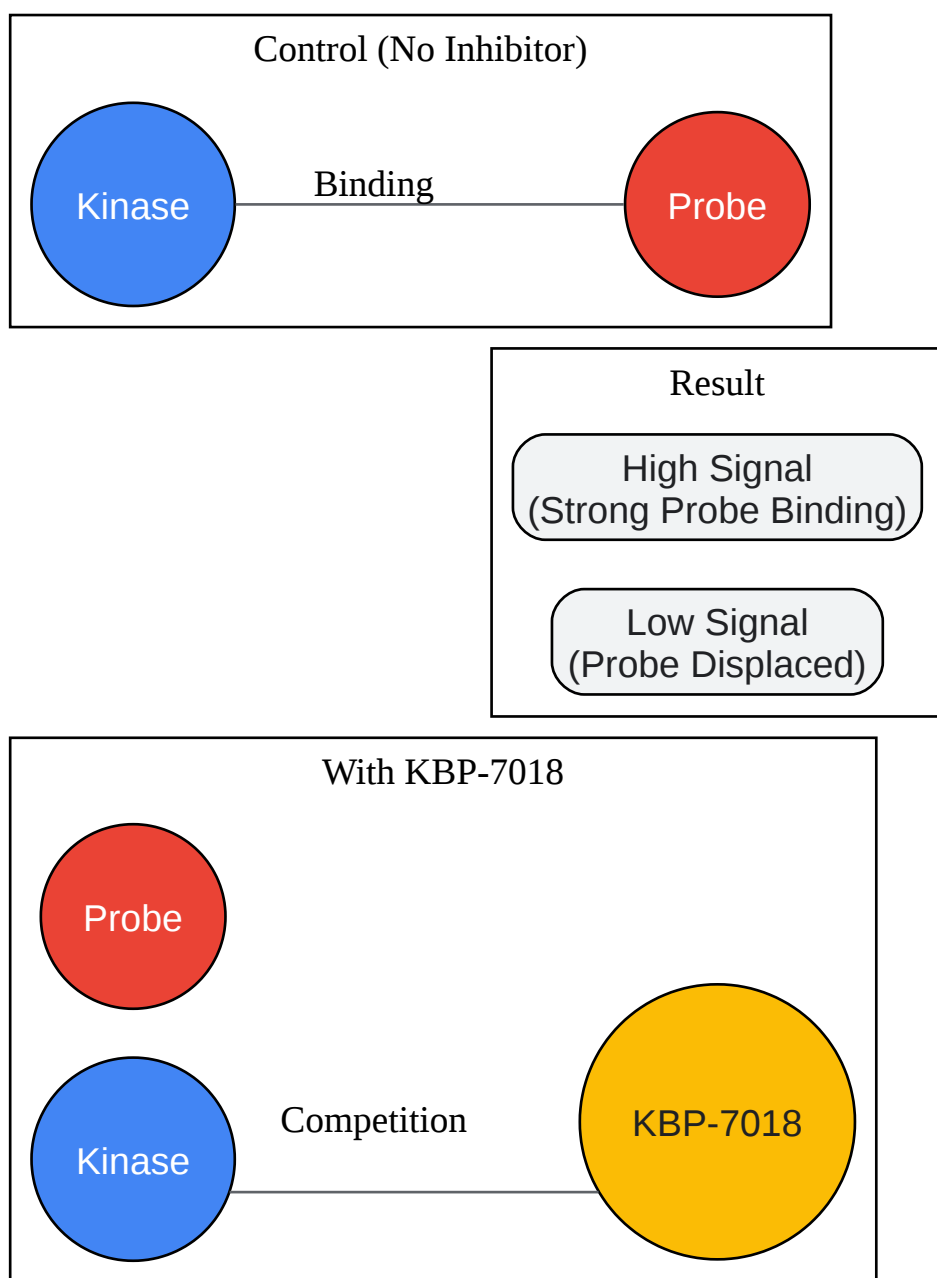 Control (No Inhibitor)
Kinase
Binding
Probe
Result
High Signal
(Strong Probe Binding)
Low Signal
(Probe Displaced)
With KBP-7018
Probe
Kinase
Competition
KBP-7018